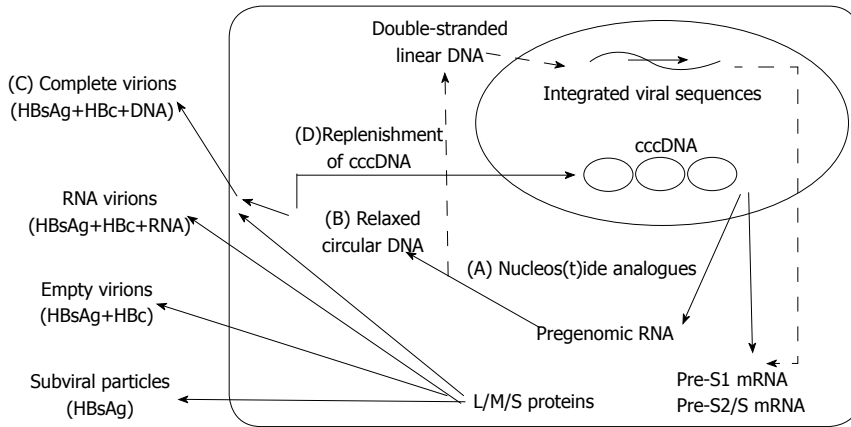 Double-stranded
linear DNA
(C) Complete virions
(HBsAg+HBc+DNA)
Integrated viral sequences
(D)Replenishment
of cccDNA
cccDNA
RNA virions
(HBsAg+HBc+RNA)
(B) Relaxed
circular DNA
(A) Nucleos(t)ide analogues
Empty virions
(HBsAg+HBc)
Pregenomic RNA
Subviral particles
(HBsAg)
L/M/S proteins
Pre-S1 mRNA
Pre-S2/S mRNA